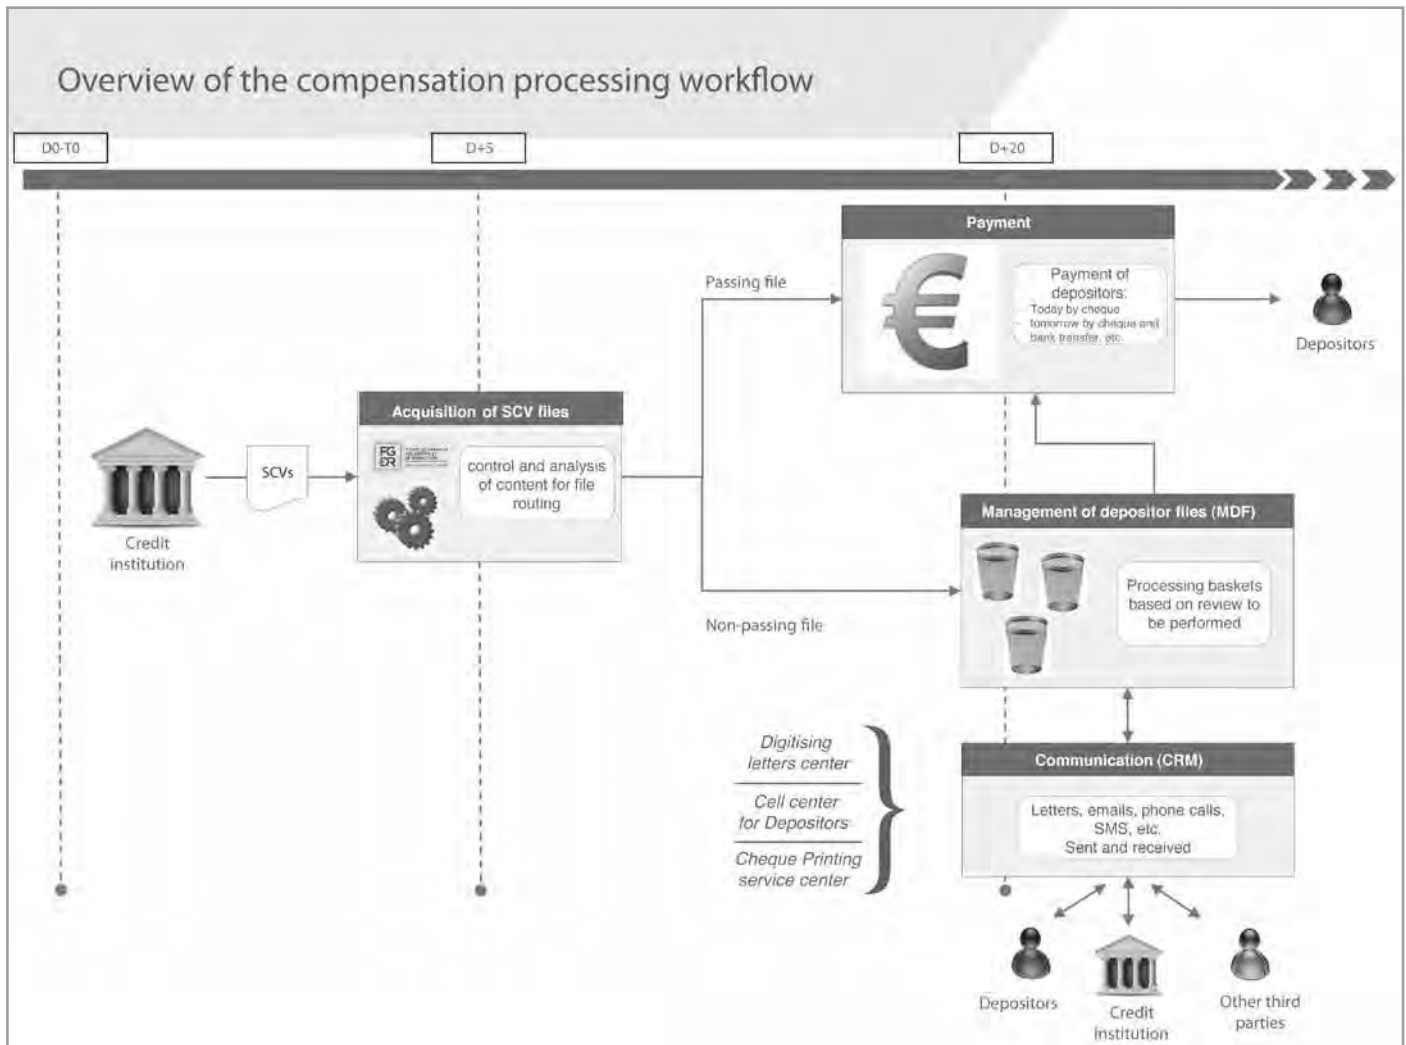 Overview of the compensation processing workflow
D0-T0
D+5
D+20
Payment
Passing file
Payment of
depositors:
Today by cheque
tomorrow by cheque and
bank transfer, etc.
Depositors
Acquisition of SCV files
FG
DR
control and analysis
of content for file
routing
SCVs
Credit
institution
Management of depositor files (MDF)
Processing baskets
based on review to
be performed
Non-passing file
Digitising
letters center
Cell center
for Depositors
Cheque Printing
service center
Communication (CRM)
Letters, emails, phone calls,
SMS, etc.
Sent and received
Depositors
Credit
institution
Other third
parties